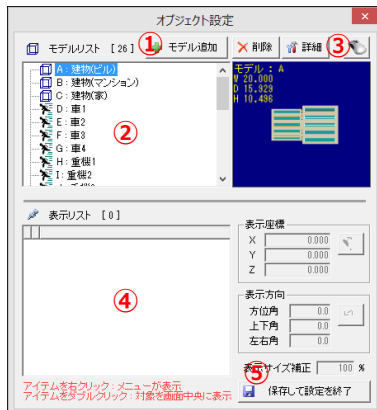 オブジェクト設定
モデルリスト [26] ① モデル追加 削除 詳細 ③
A：建物(ビル)
B：建物(マンション)
C：建物(家)
D：車1
E：車2
F：車3
G：車4
H：重機1
I：重機2
②
モデル : A
W 20.000
D 15.929
H 10.496
表示リスト [0]
④
表示座標
X 0.000
Y 0.000
Z 0.000
表示方向
方位角 0.0
上下角 0.0
左右角 0.0
表示サイズ補正 100 %
⑤
アイテムを右クリック：メニューが表示
アイテムをダブルクリック：対象を画面中央に表示
保存して設定を終了